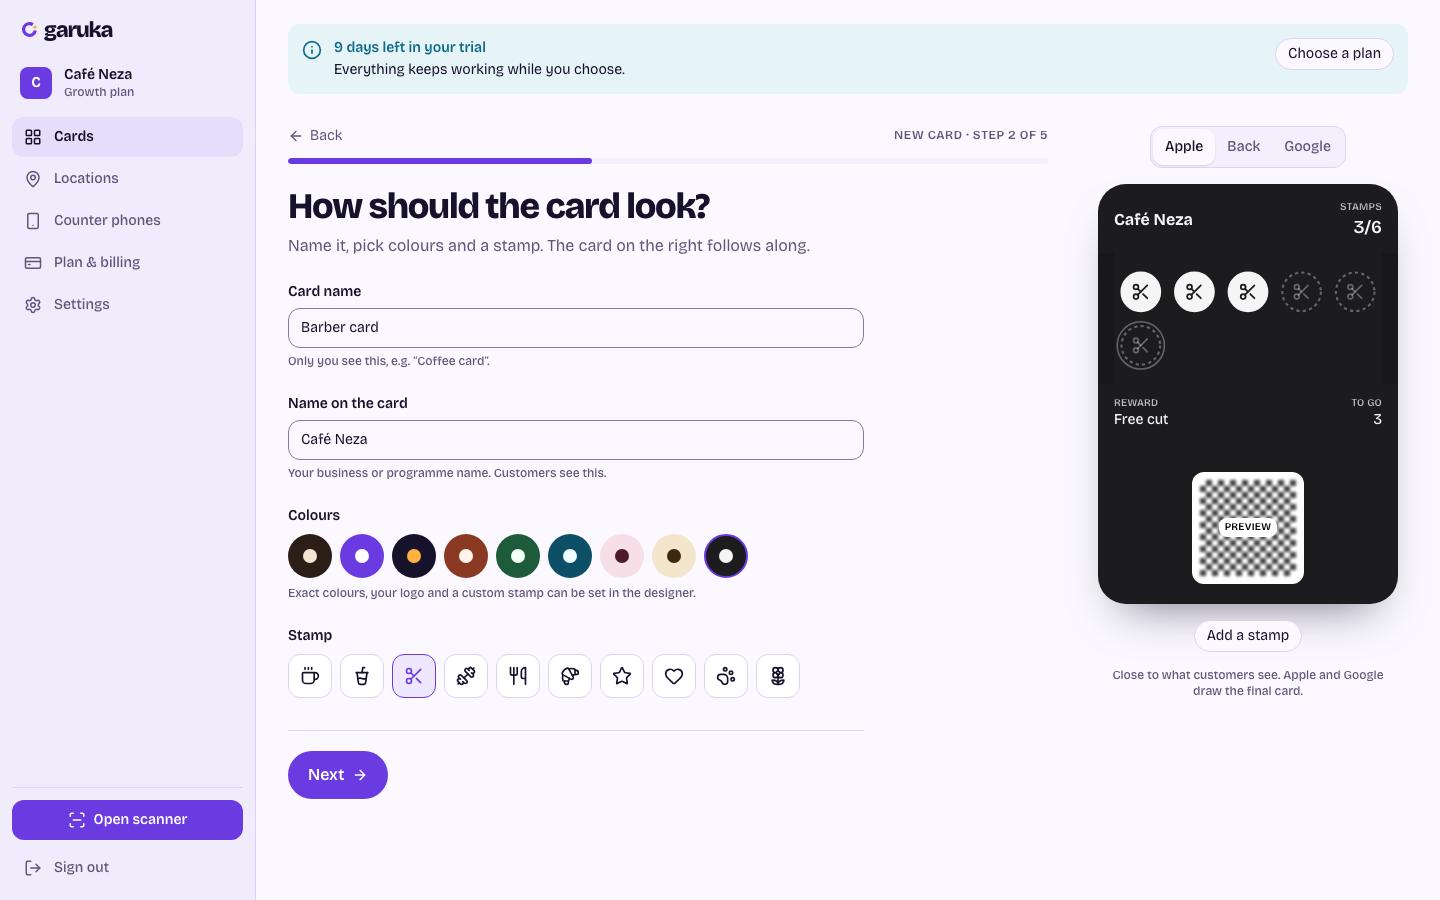 garuka
C
Café Neza
Growth plan
Cards
Locations
Counter phones
Plan & billing
Settings
Open scanner
Sign out
9 days left in your trial
Everything keeps working while you choose.
Choose a plan
Back
NEW CARD · STEP 2 OF 5
How should the card look?
Name it, pick colours and a stamp. The card on the right follows along.
Card name
Barber card
Only you see this, e.g. “Coffee card”.
Name on the card
Café Neza
Your business or programme name. Customers see this.
Colours
Exact colours, your logo and a custom stamp can be set in the designer.
Stamp
Next
Apple Back Google
Café Neza
STAMPS
3/6
REWARD TO GO
Free cut 3
PREVIEW
Add a stamp
Close to what customers see. Apple and Google
draw the final card.